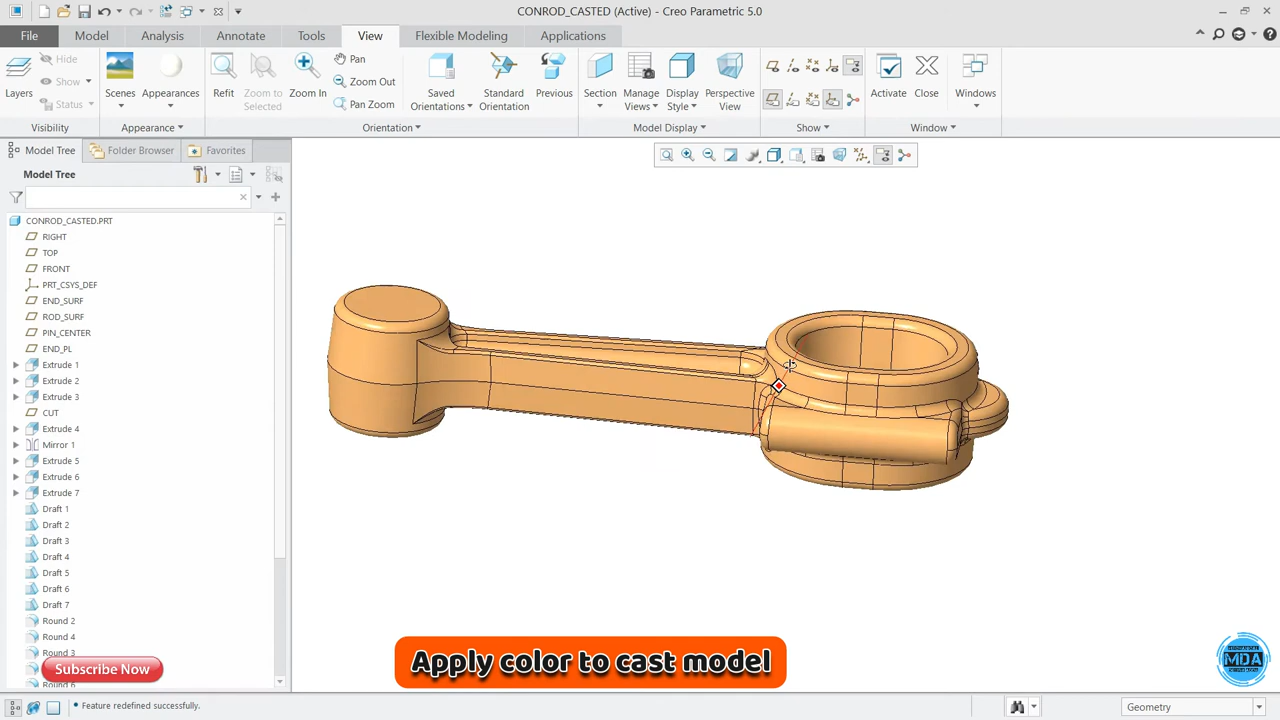 CONROD_CASTED (Active) - Creo Parametric 5.0
File Model Analysis Annotate Tools View Flexible Modeling Applications
Layers Hide Show Status Scenes Appearances Refit Zoom to Selected Zoom In Pan Zoom Out Pan Zoom Saved Orientations Standard Orientation Previous Section Manage Views Display Style Perspective View Activate Close Windows
Visibility Appearance Orientation Model Display Show Window
Model Tree Folder Browser Favorites
Model Tree
CONROD_CASTED.PRT
RIGHT
TOP
FRONT
PRT_CSYS_DEF
END_SURF
ROD_SURF
PIN_CENTER
END_PL
Extrude 1
Extrude 2
Extrude 3
CUT
Extrude 4
Mirror 1
Extrude 5
Extrude 6
Extrude 7
Draft 1
Draft 2
Draft 3
Draft 4
Draft 5
Draft 6
Draft 7
Round 2
Round 4
Round 3
Round 6
Subscribe Now
Apply color to cast model
MDA
Feature redefined successfully.
Geometry